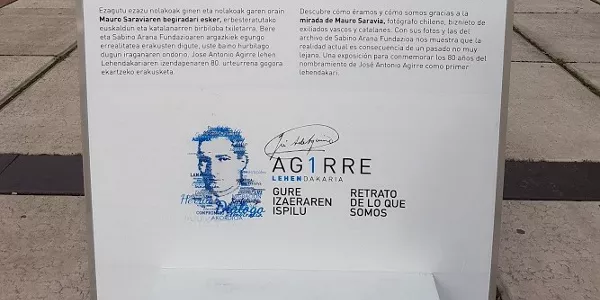 Ezagutu ezazu nolakoak ginen eta nolakoak garen orain
Mauro Saraviaren begiradari esker, erbesteratutako
euskaldun eta katalanaren birbiloba txiletarra. Bere
eta Sabino Arana Fundazioaren argazkiek egungo
errealitatea erakusten digute, uste baino hurbilago
dugun iraganaren ondorio, Jose Antonio Agirre lehen
Lehendakariaren izendapenaren 80. urteurrena gogora
ekartzeko erakusketa.
Descubre cómo éramos y cómo somos gracias a la
mirada de Mauro Saravia, fotógrafo chileno, biznieto de
exiliados vascos y catalanes. Con sus fotos y las del
archivo de Sabino Arana Fundazioa nos muestra que la
realidad actual es consecuencia de un pasado no muy
lejano. Una exposición para conmemorar los 80 años del
nombramiento de José Antonio Agirre como primer
lehendakari.
AG1RRE
LEHENDAKARIA
GURE
IZAERAREN
ISPILU
RETRATO
DE LO QUE
SOMOS
Diálogo